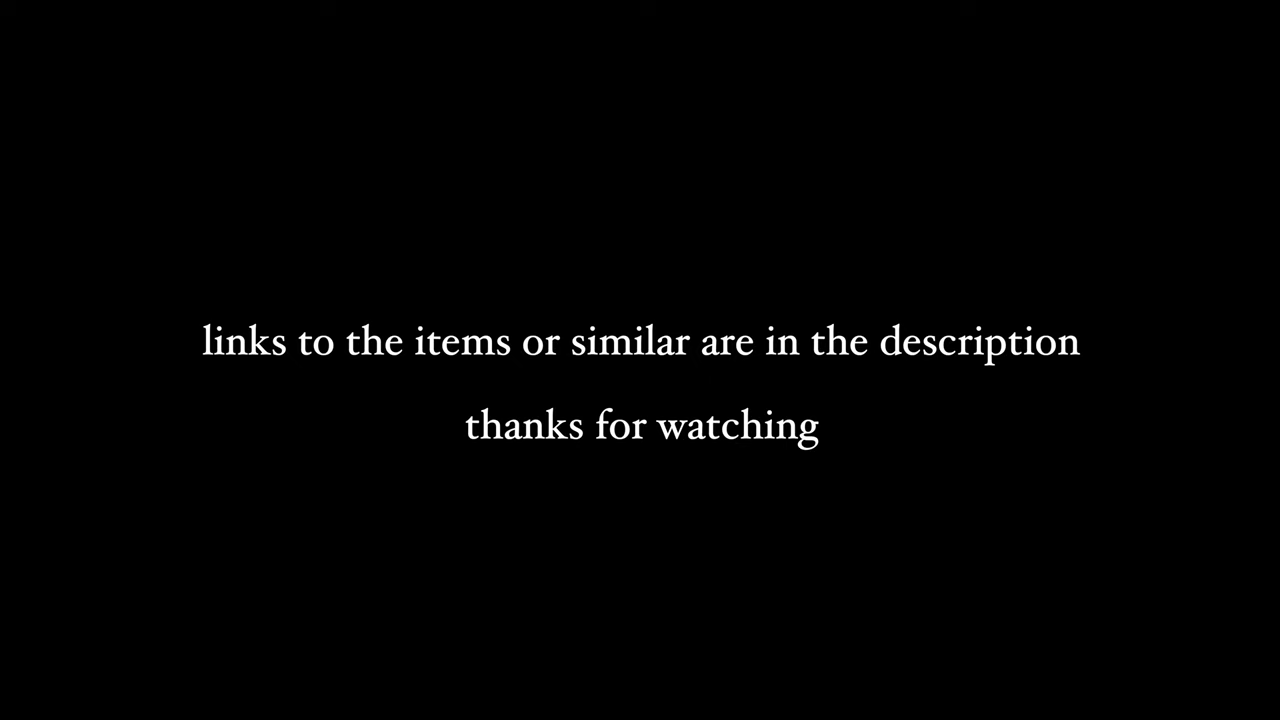 links to the items or similar are in the description
thanks for watching